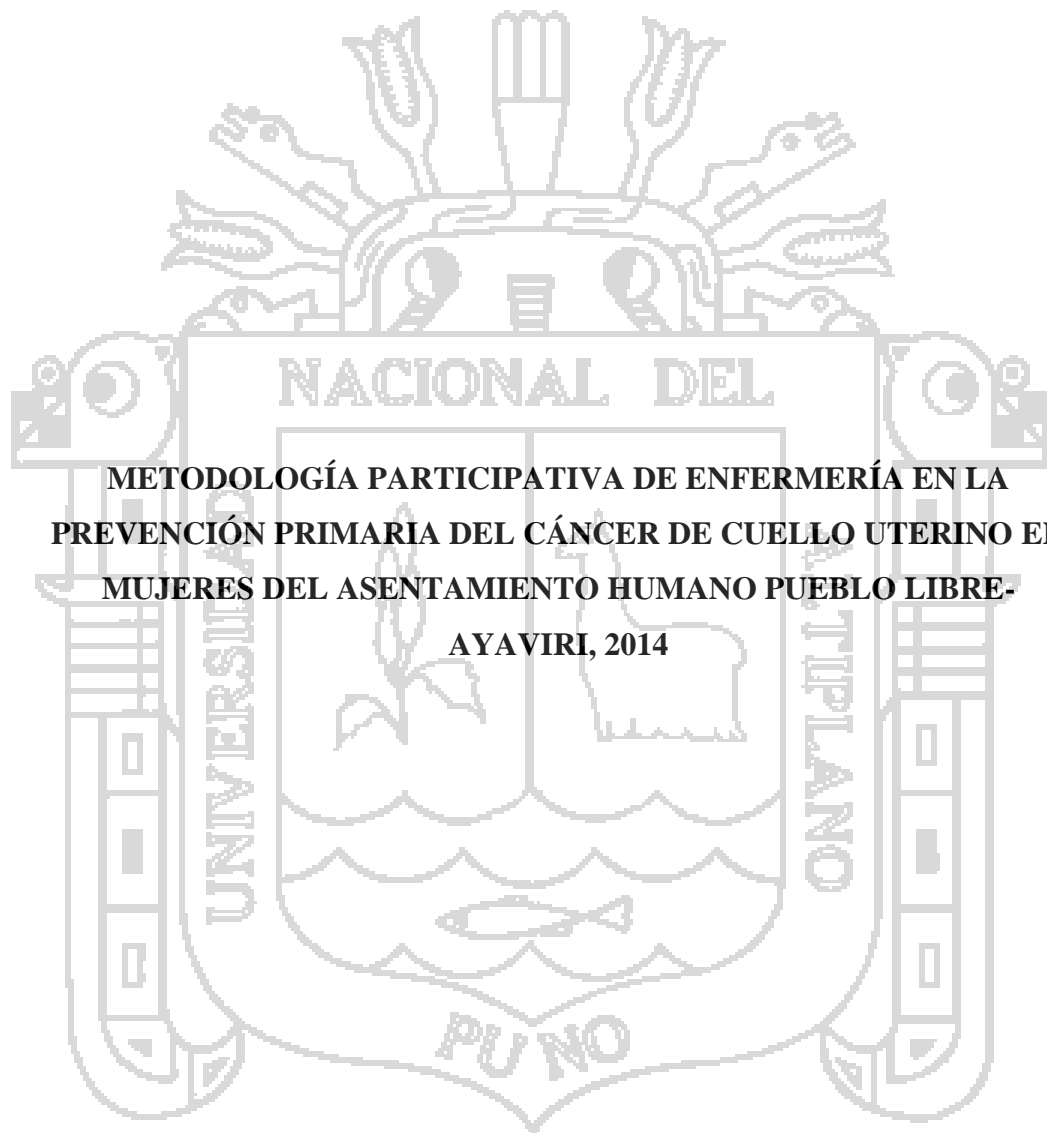 NACIONAL DEL
METODOLOGÍA PARTICIPATIVA DE ENFERMERÍA EN LA
PREVENCIÓN PRIMARIA DEL CÁNCER DE CUELLO UTERINO E
MUJERES DEL ASENTAMIENTO HUMANO PUEBLO LIBRE-
AYAVIRI, 2014
UNIVERSIDAD
ALTIPLANO
PUNO